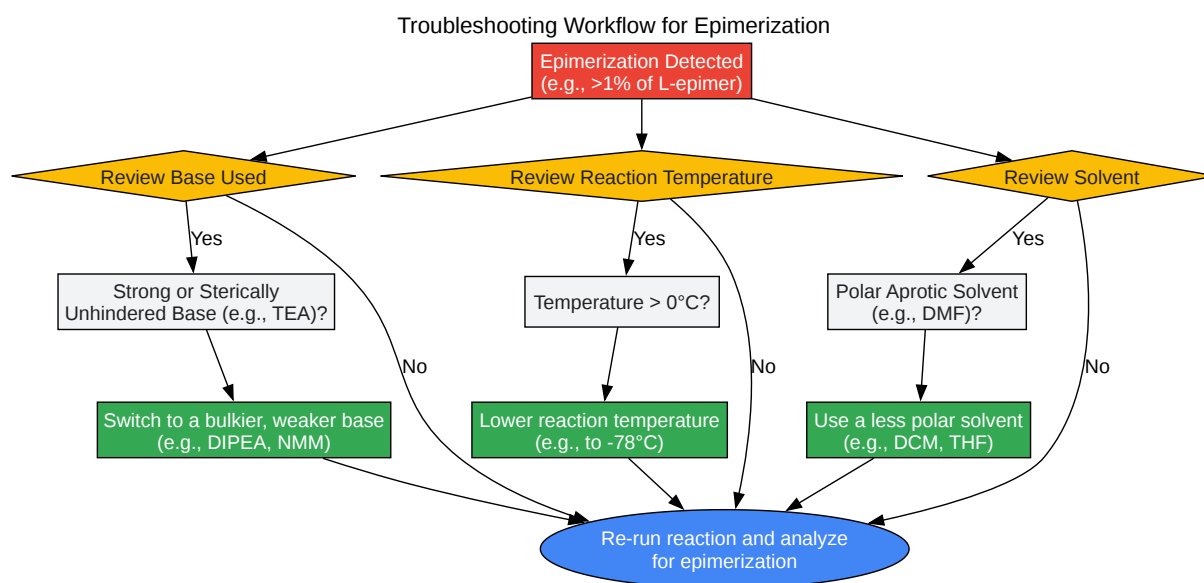 Troubleshooting Workflow for Epimerization
Epimerization Detected
(e.g., >1% of L-epimer)
Review Base Used
Review Reaction Temperature
Review Solvent
Yes
Yes
Yes
Strong or Sterically
Unhindered Base (e.g., TEA)?
Temperature > 0°C?
Polar Aprotic Solvent
(e.g., DMF)?
No
No
No
Switch to a bulkier, weaker base
(e.g., DIPEA, NMM)
Lower reaction temperature
(e.g., to -78°C)
Use a less polar solvent
(e.g., DCM, THF)
Re-run reaction and analyze
for epimerization